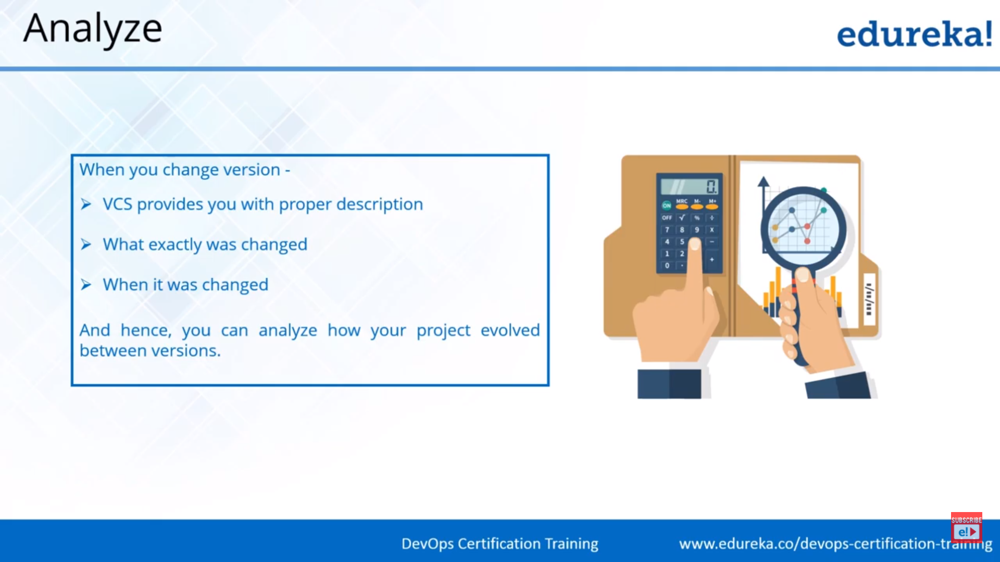 Analyze
edureka!
When you change version -
➢ VCS provides you with proper description
➢ What exactly was changed
➢ When it was changed
And hence, you can analyze how your project evolved
between versions.
0.
MRC M- M+
ON
OFF √ % ÷
7 8 9 X
4 5 −
1 2 +
0 ·
SUBSCRIBE
e!
DevOps Certification Training
www.edureka.co/devops-certification-training